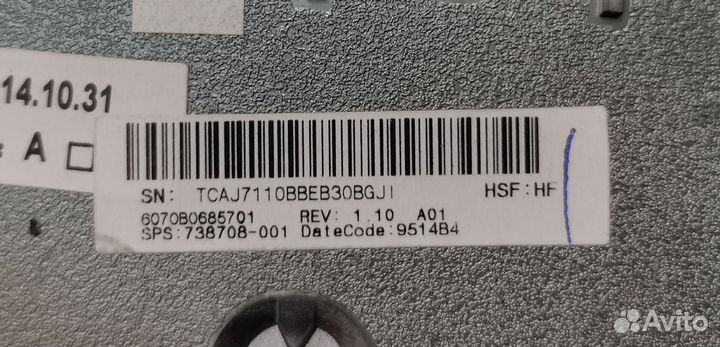 14.10.31
: A □
SN: TCAJ7110BBEB30BGJI HSF:HF
6070B0685701 REV: 1.10 A01
SPS:738708-001 DateCode:9514B4
Avito